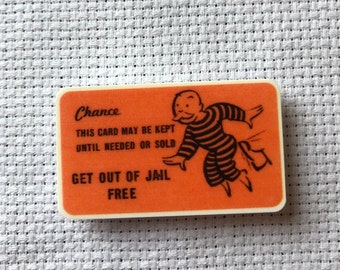 Chance
THIS CARD MAY BE KEPT
UNTIL NEEDED OR SOLD
GET OUT OF JAIL
FREE